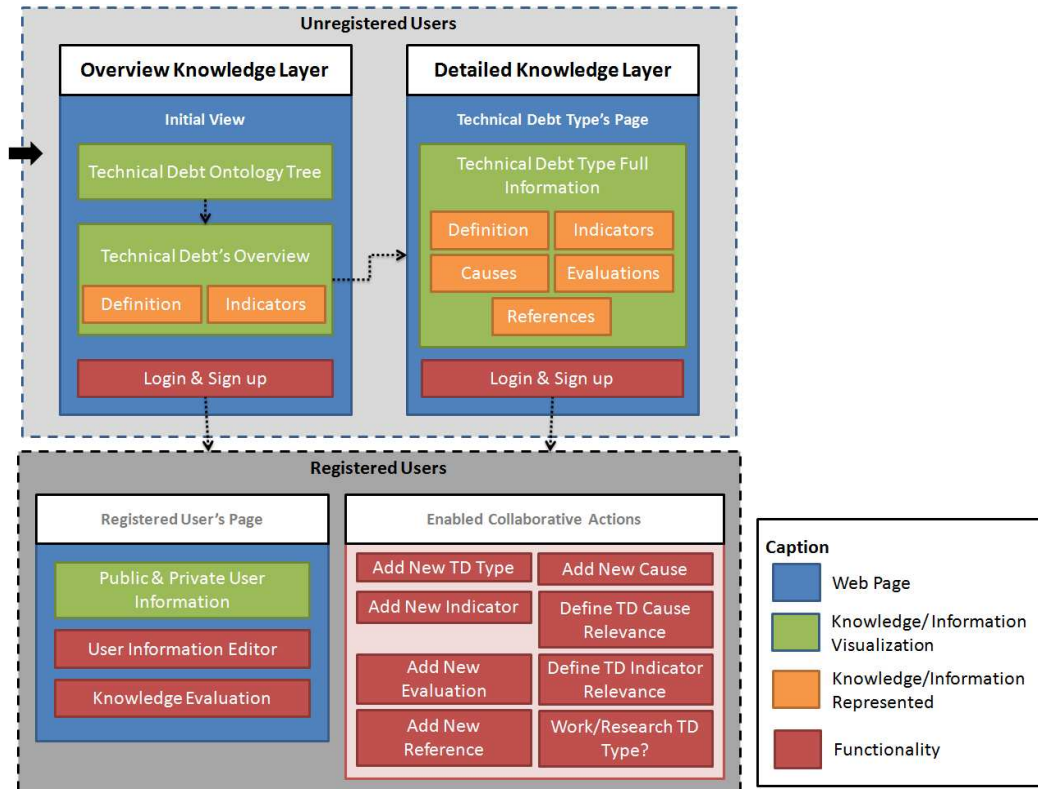 Unregistered Users
Overview Knowledge Layer
Initial View
Technical Debt Ontology Tree
Technical Debt's Overview
Definition
Indicators
Login & Sign up
Detailed Knowledge Layer
Technical Debt Type's Page
Technical Debt Type Full
Information
Definition
Indicators
Causes
Evaluations
References
Login & Sign up
Registered Users
Registered User's Page
Public & Private User
Information
User Information Editor
Knowledge Evaluation
Enabled Collaborative Actions
Add New TD Type
Add New Cause
Add New Indicator
Define TD Cause
Relevance
Add New
Evaluation
Define TD Indicator
Relevance
Add New
Reference
Work/Research TD
Type?
Caption
Web Page
Knowledge/Information
Visualization
Knowledge/Information
Represented
Functionality